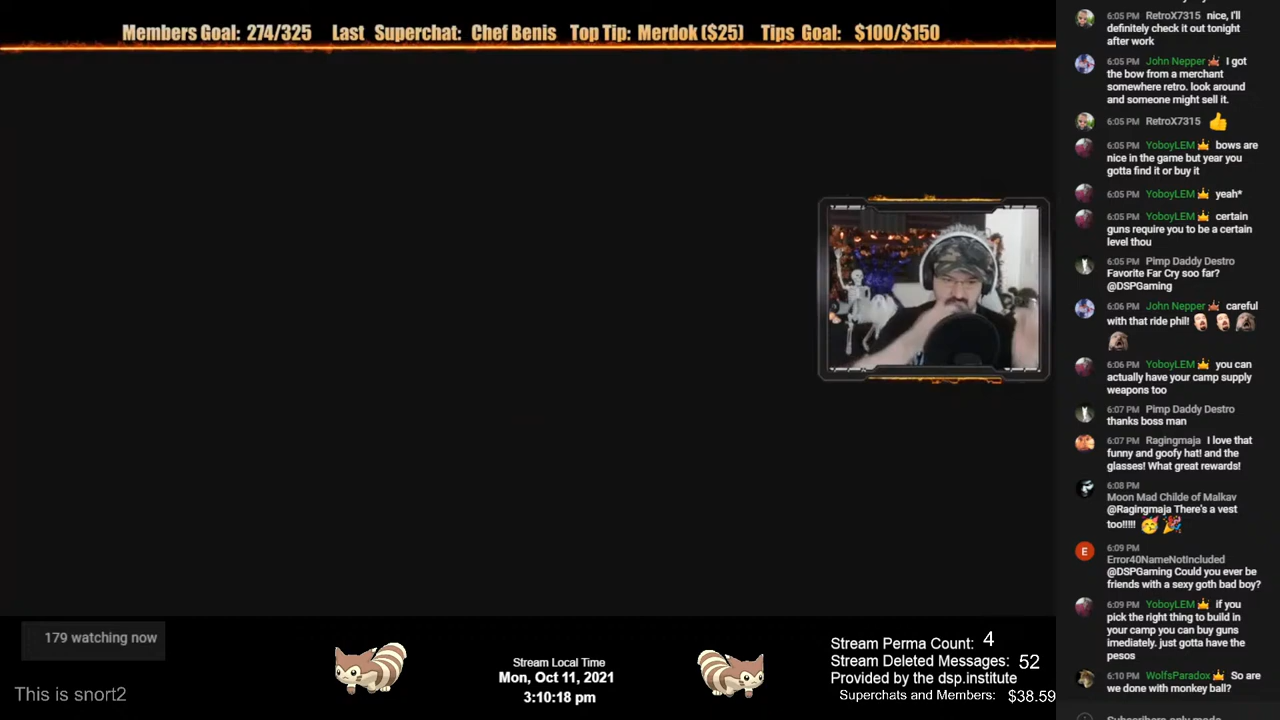 Members Goal: 274/325 Last Superchat: Chef Benis Top Tip: Merdok ($25) Tips Goal: $100/$150
6:05 PM RetroX7315 nice, I'll
definitely check it out tonight
after work
6:05 PM John Nepper I got
the bow from a merchant
somewhere retro. look around
and someone might sell it.
6:05 PM RetroX7315
6:05 PM YoboyLEM bows are
nice in the game but year you
gotta find it or buy it
6:05 PM YoboyLEM yeah*
6:05 PM YoboyLEM certain
guns require you to be a certain
level thou
6:05 PM Pimp Daddy Destro
Favorite Far Cry soo far?
@DSPGaming
6:06 PM John Nepper careful
with that ride phil!
6:06 PM YoboyLEM you can
actually have your camp supply
weapons too
6:07 PM Pimp Daddy Destro
thanks boss man
6:07 PM Ragingmaja I love that
funny and goofy hat! and the
glasses! What great rewards!
6:08 PM
Moon Mad Childe of Malkav
@Ragingmaja There's a vest
too!!!!!
E
6:09 PM
Error40NameNotIncluded
@DSPGaming Could you ever be
friends with a sexy goth bad boy?
6:09 PM YoboyLEM if you
pick the right thing to build in
your camp you can buy guns
imediately. just gotta have the
pesos
6:10 PM WolfsParadox So are
we done with monkey ball?
Subscribers-only mode
179 watching now
This is snort2
Stream Local Time
Mon, Oct 11, 2021
3:10:18 pm
Stream Perma Count: 4
Stream Deleted Messages: 52
Provided by the dsp.institute
Superchats and Members: $38.59